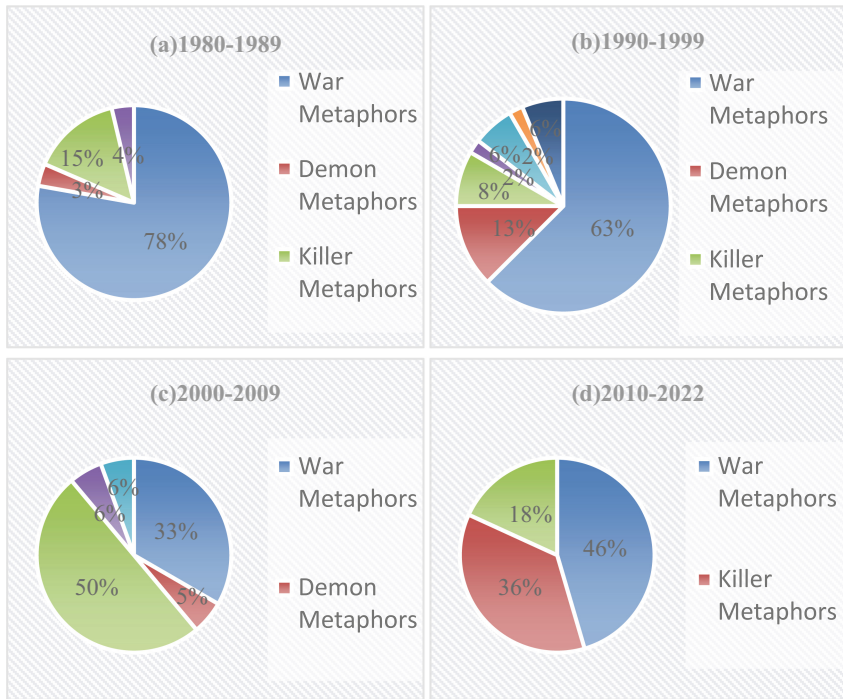 (a)1980-1989
War
Metaphors
Demon
Metaphors
Killer
Metaphors
15%
4%
3%
78%
(b)1990-1999
War
Metaphors
Demon
Metaphors
Killer
Metaphors
6%
6%
2%
2%
8%
13%
63%
(c)2000-2009
War
Metaphors
Demon
Metaphors
6%
6%
33%
50%
5%
(d)2010-2022
War
Metaphors
Killer
Metaphors
18%
46%
36%